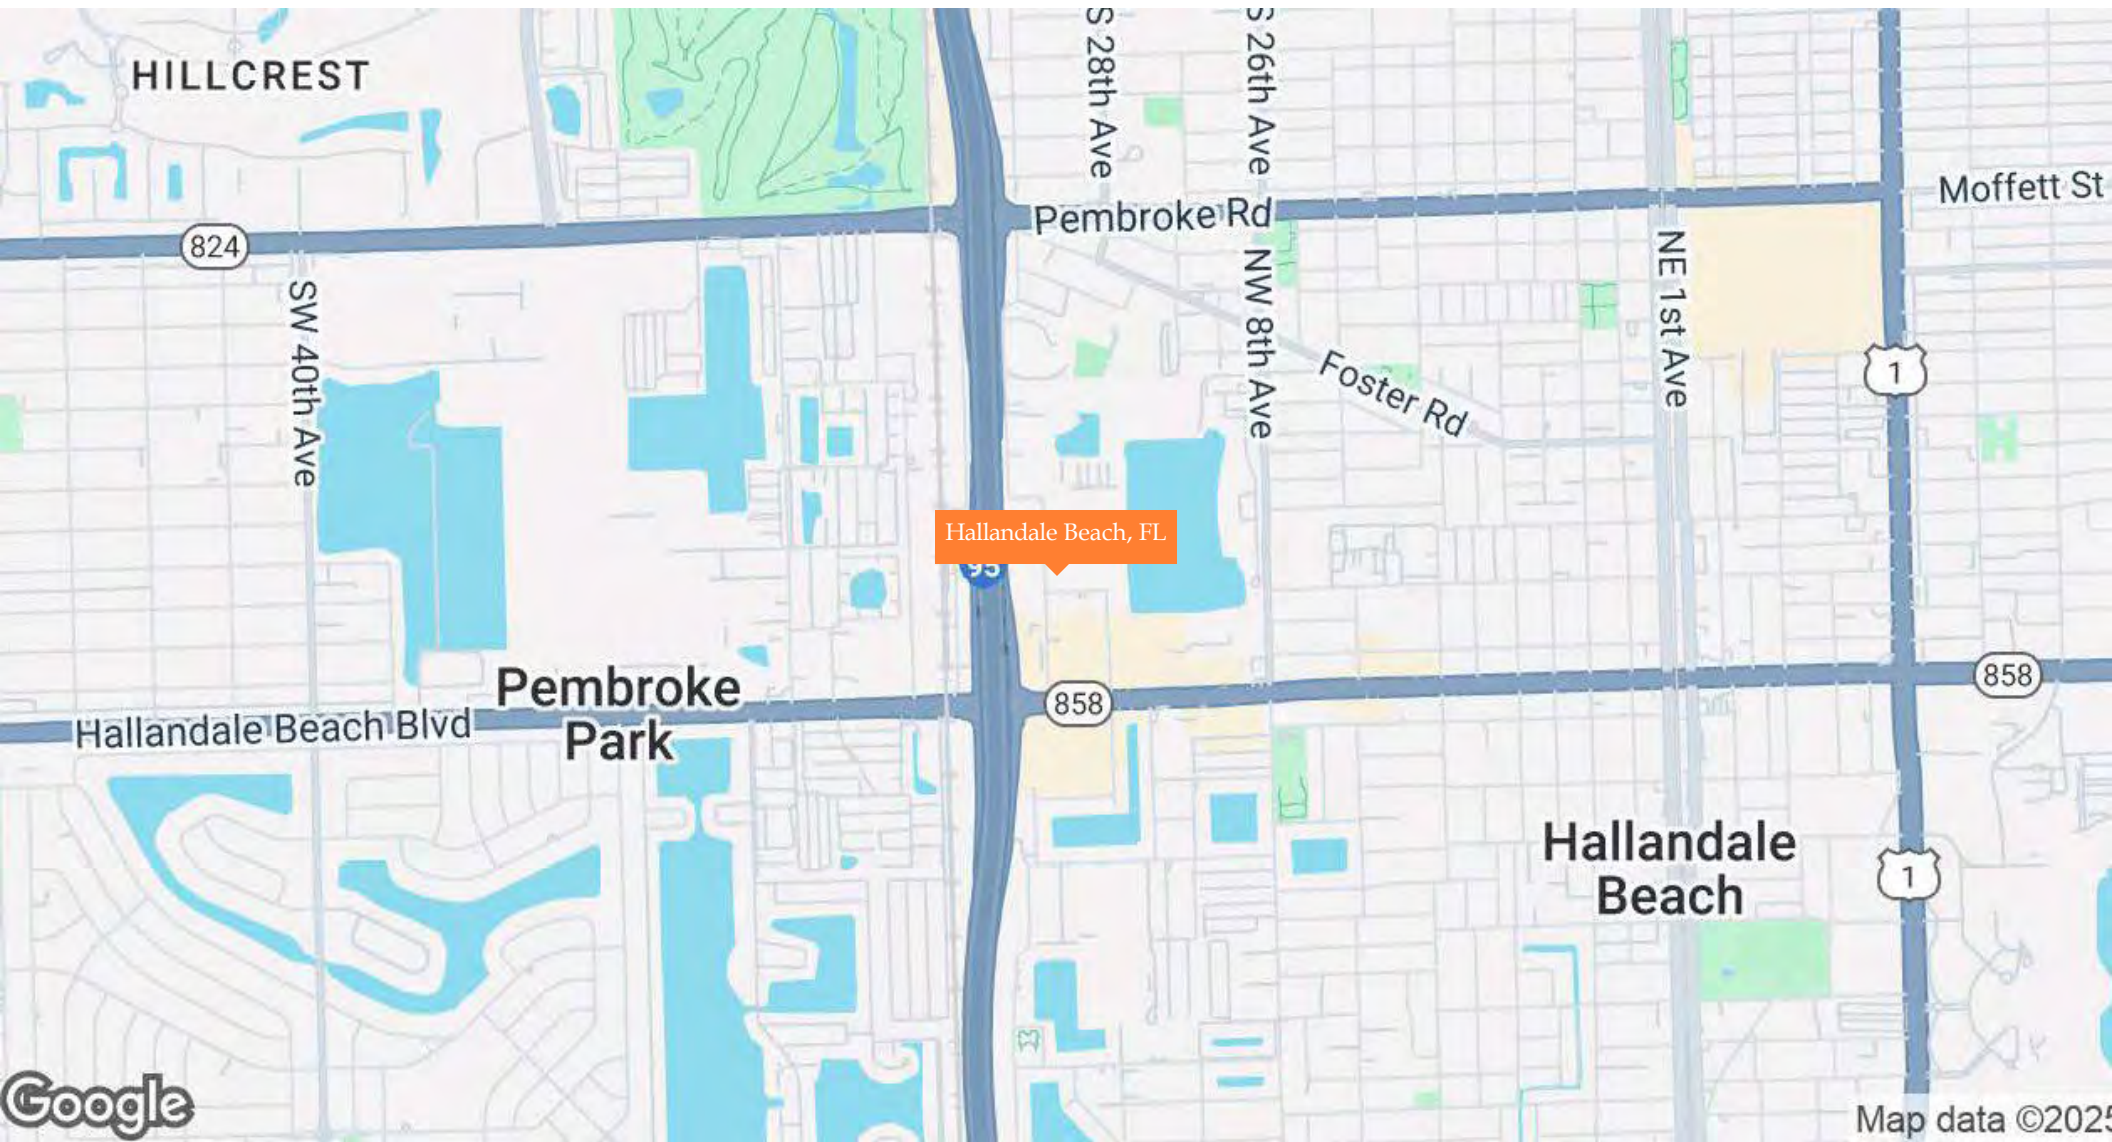 HILLCREST
S 28th Ave
S 26th Ave
Moffett St
Pembroke Rd
824
SW 40th Ave
NW 8th Ave
NE 1st Ave
1
Foster Rd
Hallandale Beach, FL
95
Pembroke
Park
858
858
Hallandale Beach Blvd
Hallandale
Beach
1
Google
Map data ©2025